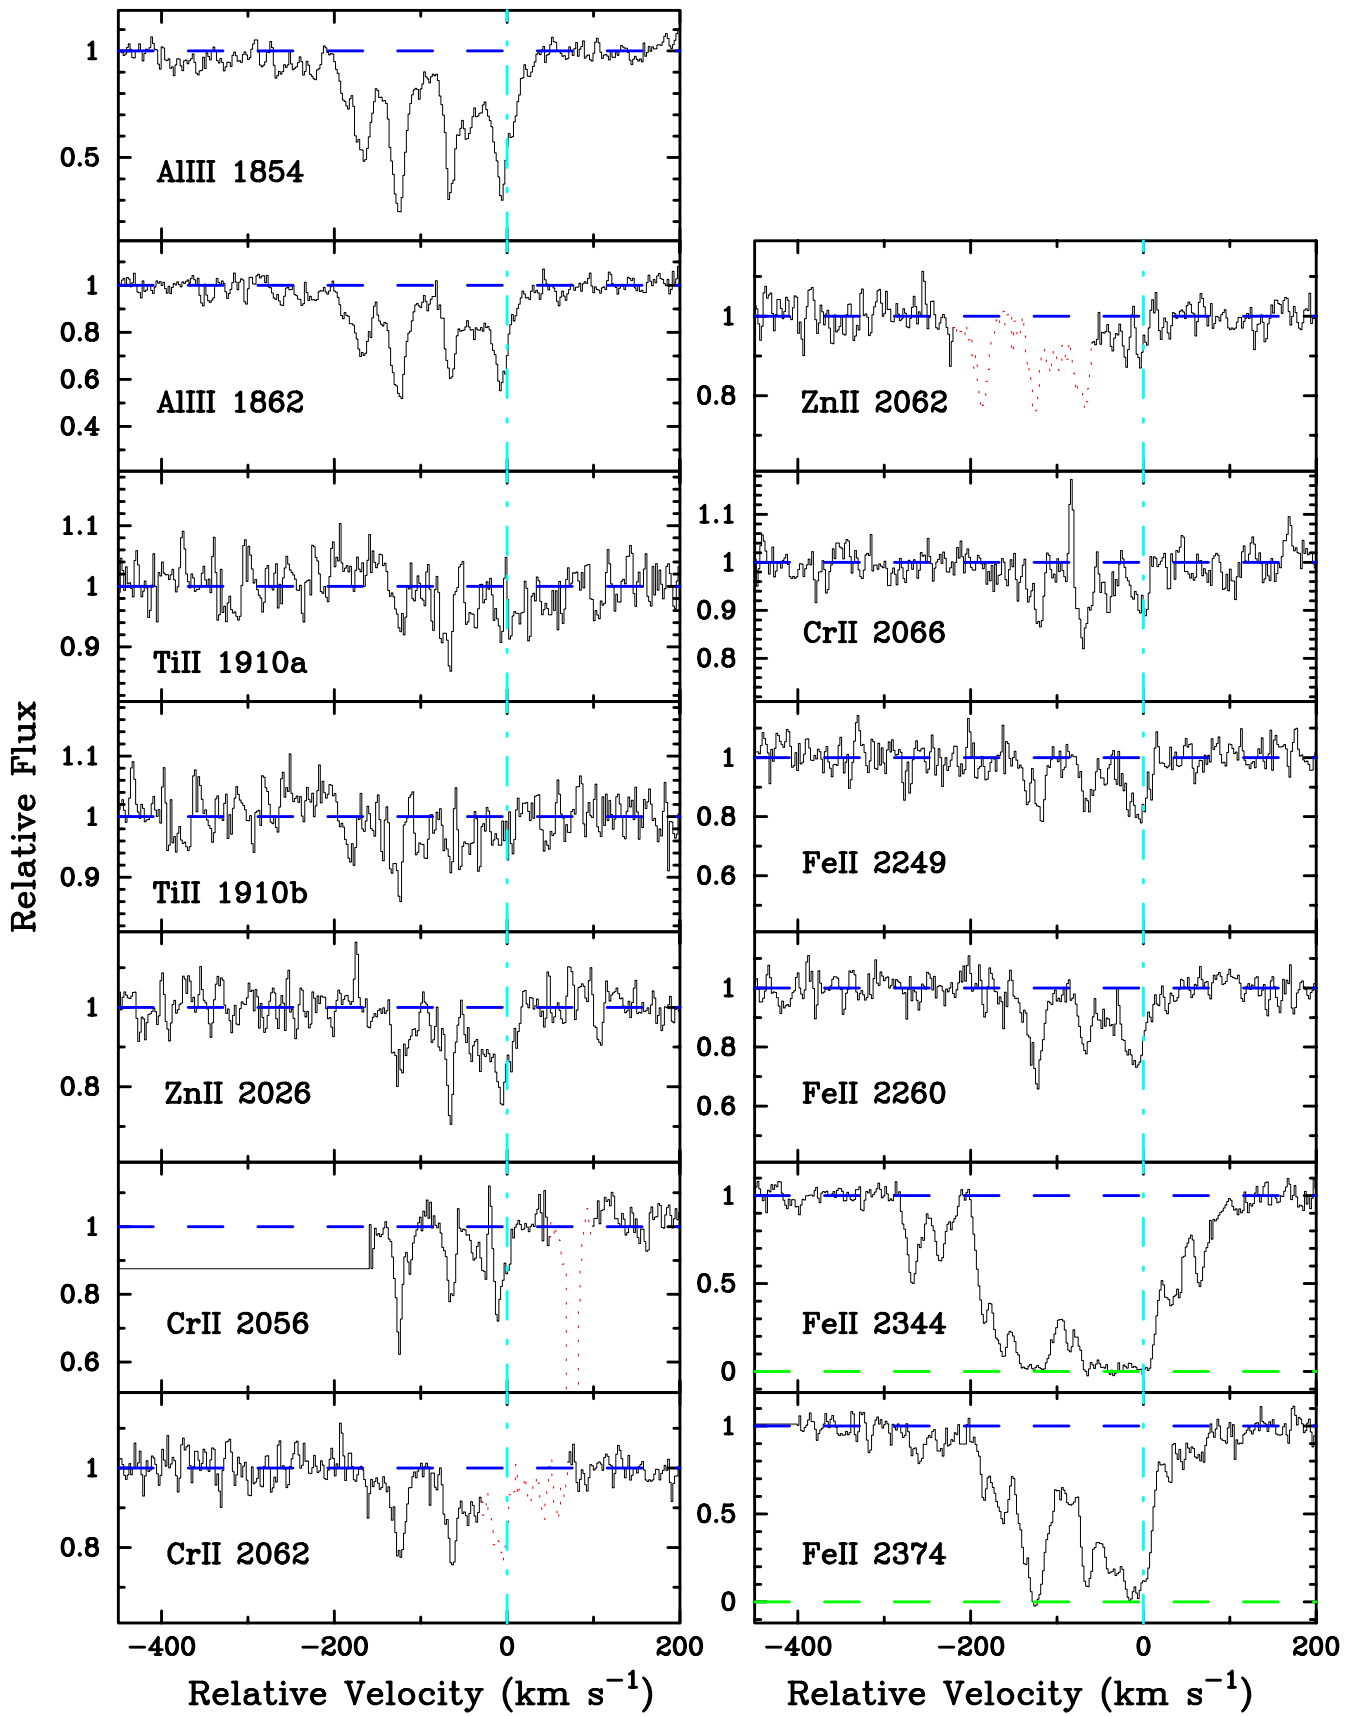 Relative Flux
1
0.5
AlIII 1854
1
0.8
0.6
0.4
AlIII 1862
1.1
1
0.9
TiII 1910a
1.1
1
0.9
TiII 1910b
1
0.8
ZnII 2026
1
0.8
0.6
CrII 2056
1
0.8
CrII 2062
-400 -200 0 200
Relative Velocity (km s⁻¹)
1
0.8
ZnII 2062
1.1
1
0.9
0.8
CrII 2066
1
0.8
0.6
FeII 2249
1
0.8
0.6
FeII 2260
1
0.5
0
FeII 2344
1
0.5
0
FeII 2374
-400 -200 0 200
Relative Velocity (km s⁻¹)